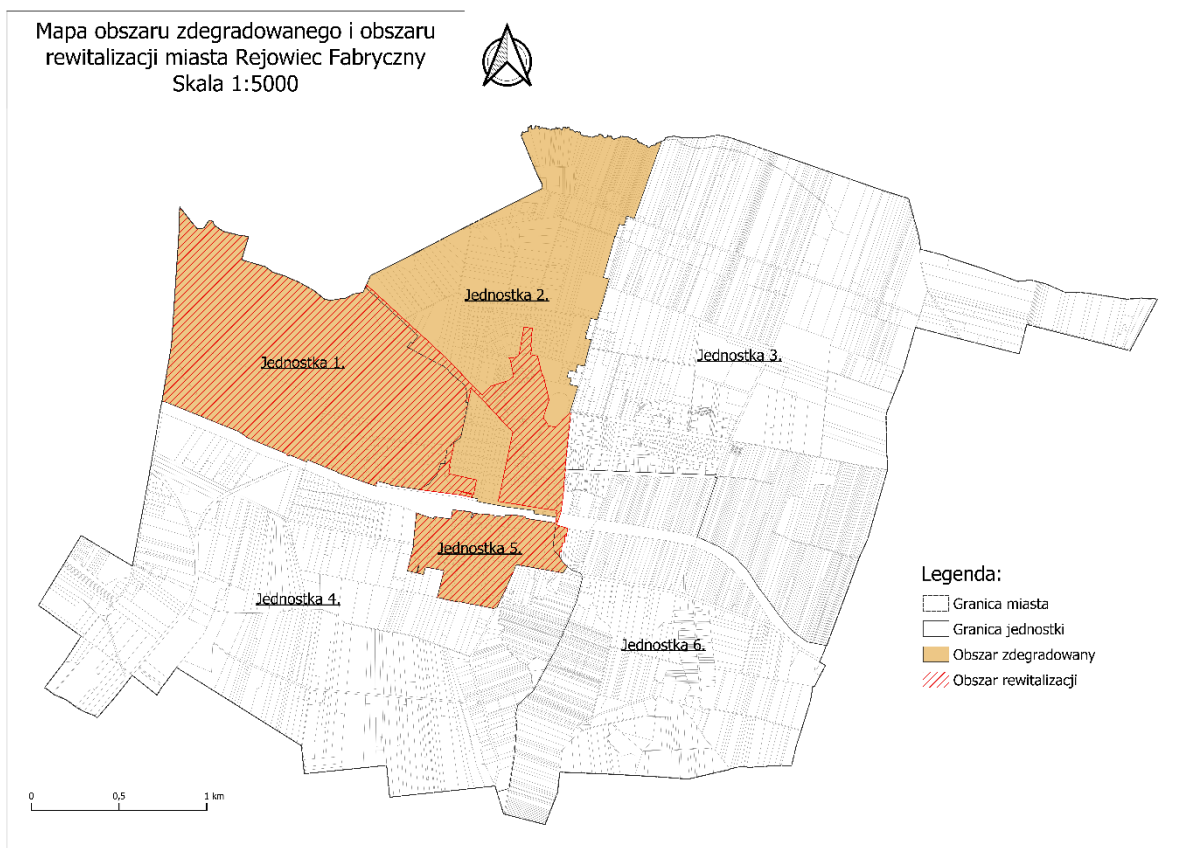 Mapa obszaru zdegradowanego i obszaru
rewitalizacji miasta Rejowiec Fabryczny
Skala 1:5000
Jednostka 2.
Jednostka 1.
Jednostka 3.
Jednostka 5.
Jednostka 4.
Jednostka 6.
Legenda:
Granica miasta
Granica jednostki
Obszar zdegradowany
Obszar rewitalizacji
0 0,5 1 km